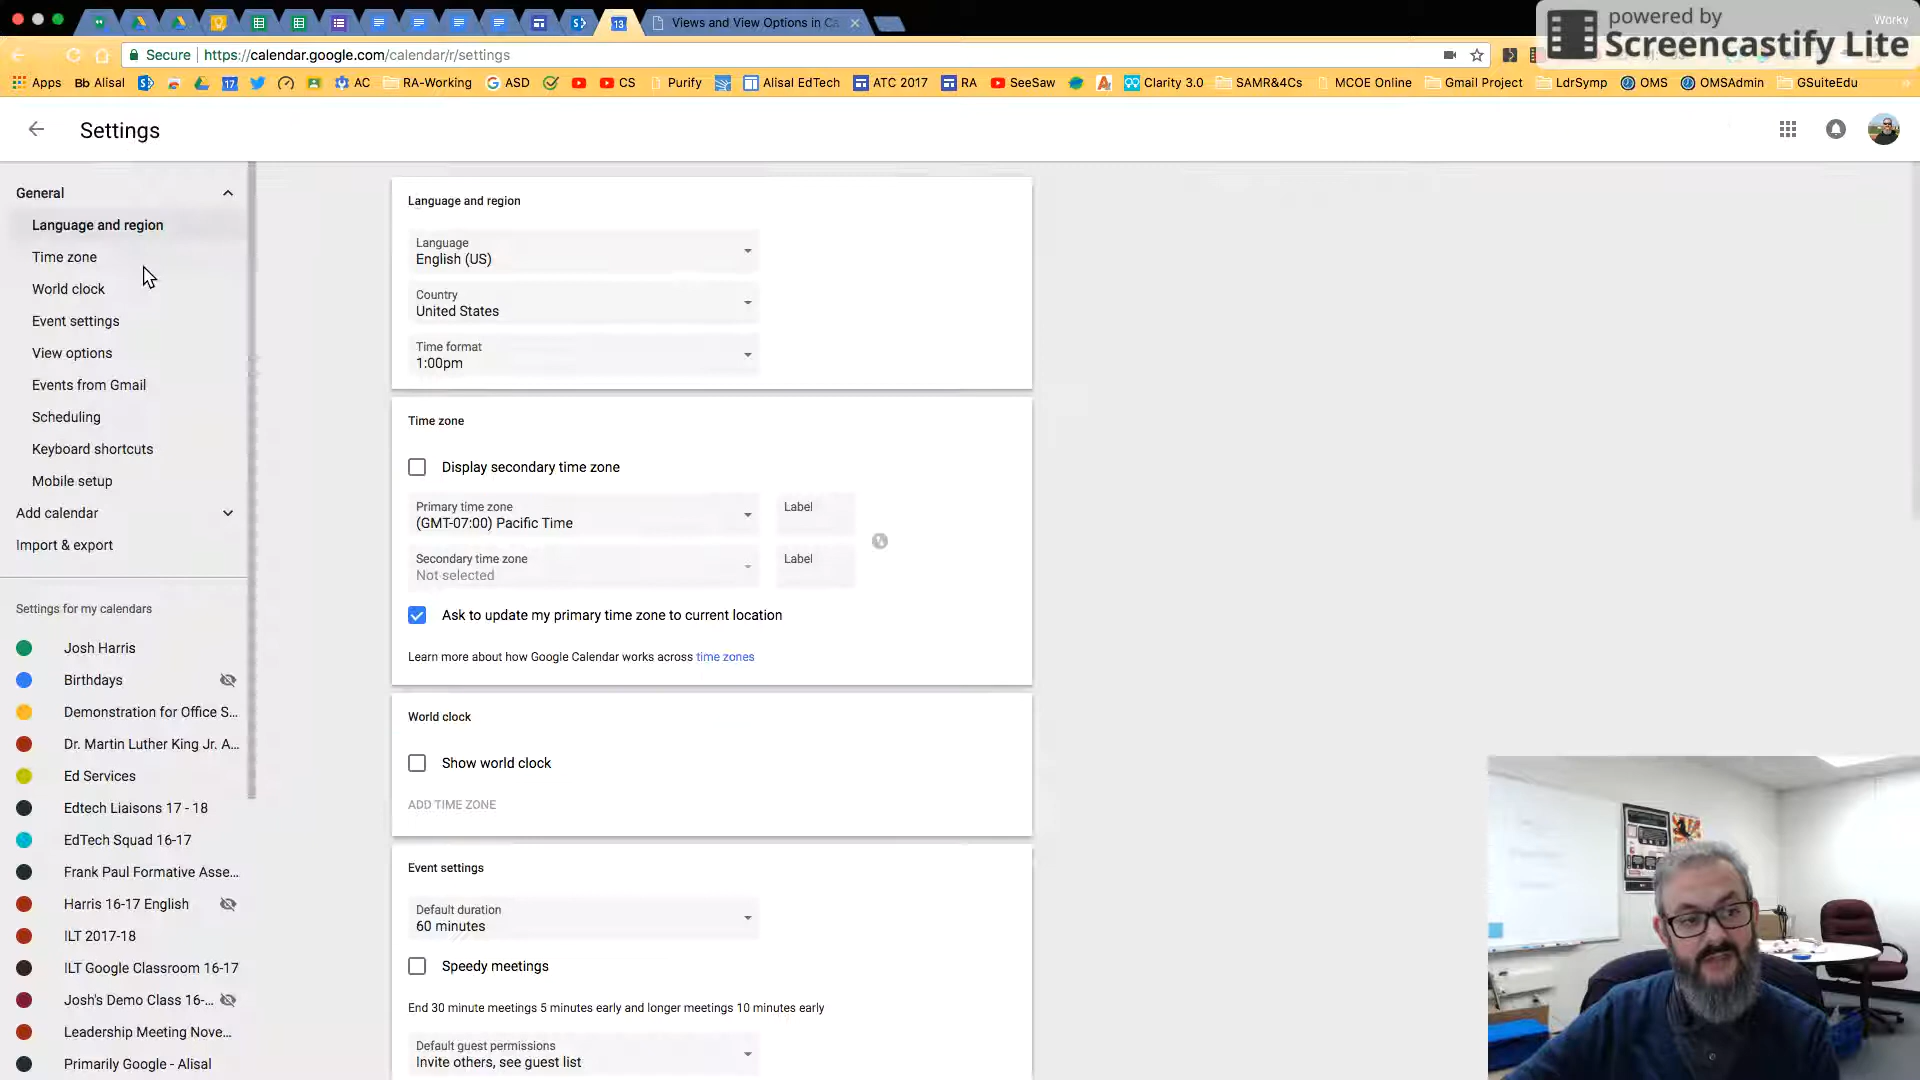 Views and View Options in Ca
powered by
Screencastify Lite
Worky
Secure https://calendar.google.com/calendar/r/settings
Apps Bb Alisal 17 AC RA-Working G ASD CS Purify Alisal EdTech ATC 2017 RA SeeSaw Clarity 3.0 SAMR&4Cs MCOE Online Gmail Project LdrSymp OMS OMSAdmin GSuiteEdu
Settings
General
Language and region
Time zone
World clock
Event settings
View options
Events from Gmail
Scheduling
Keyboard shortcuts
Mobile setup
Add calendar
Import & export
Settings for my calendars
Josh Harris
Birthdays
Demonstration for Office S...
Dr. Martin Luther King Jr. A...
Ed Services
Edtech Liaisons 17 - 18
EdTech Squad 16-17
Frank Paul Formative Asse...
Harris 16-17 English
ILT 2017-18
ILT Google Classroom 16-17
Josh's Demo Class 16-...
Leadership Meeting Nove...
Primarily Google - Alisal
Language and region
Language
English (US)
Country
United States
Time format
1:00pm
Time zone
Display secondary time zone
Primary time zone
(GMT-07:00) Pacific Time
Label
Secondary time zone
Not selected
Label
Ask to update my primary time zone to current location
Learn more about how Google Calendar works across time zones
World clock
Show world clock
ADD TIME ZONE
Event settings
Default duration
60 minutes
Speedy meetings
End 30 minute meetings 5 minutes early and longer meetings 10 minutes early
Default guest permissions
Invite others, see guest list